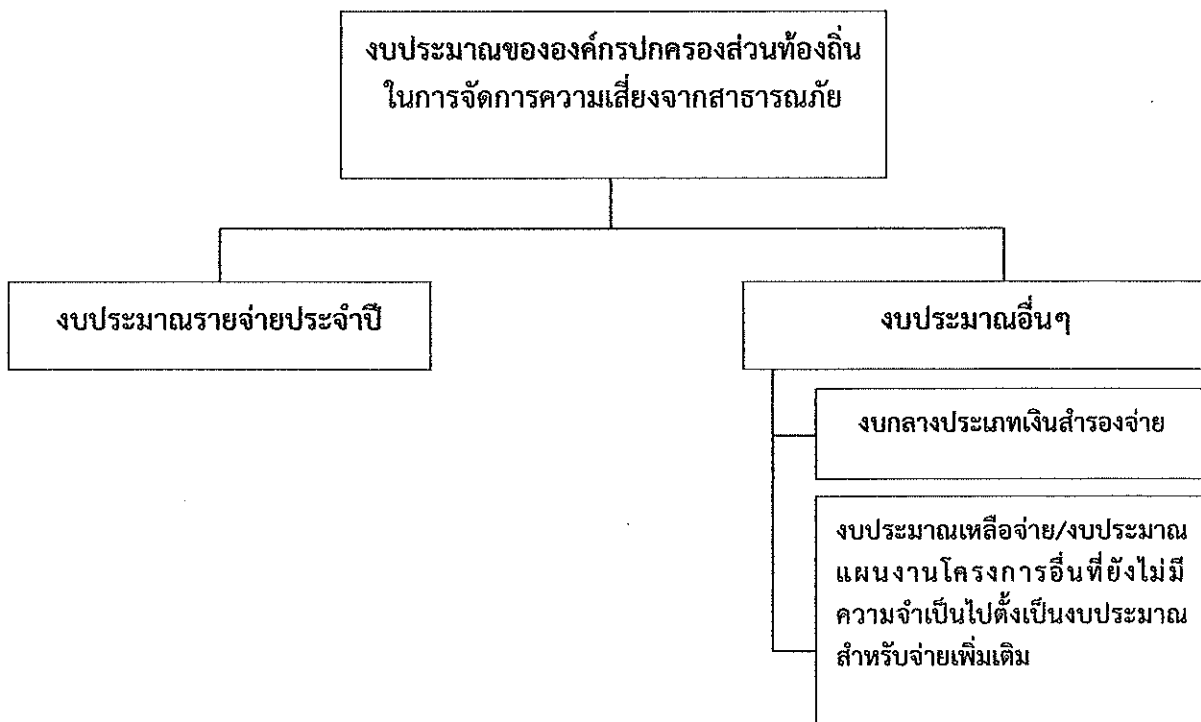 งบประมาณขององค์กรปกครองส่วนท้องถิ่น
ในการจัดการความเสี่ยงจากสาธารณภัย
งบประมาณรายจ่ายประจำปี
งบประมาณอื่นๆ
งบกลางประเภทเงินสำรองจ่าย
งบประมาณเหลือจ่าย/งบประมาณ
แผนงานโครงการอื่นที่ยังไม่มี
ความจำเป็นไปตั้งเป็นงบประมาณ
สำหรับจ่ายเพิ่มเติม